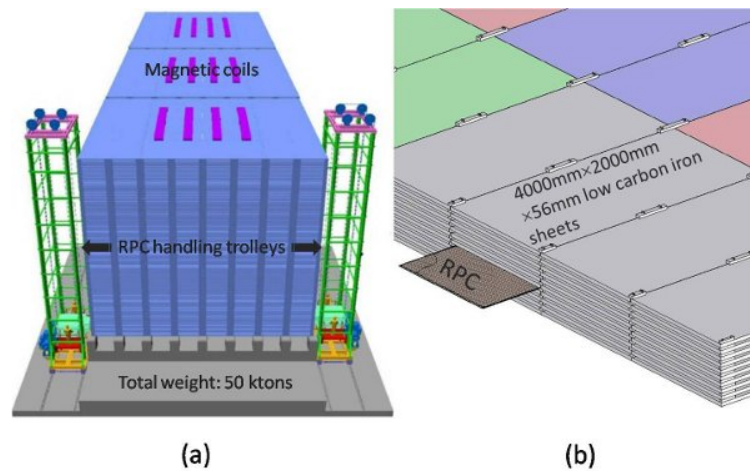 Magnetic coils
RPC handling trolleys
Total weight: 50 ktons
(a)
4000mm×2000mm
×56mm low carbon iron
sheets
RPC
(b)